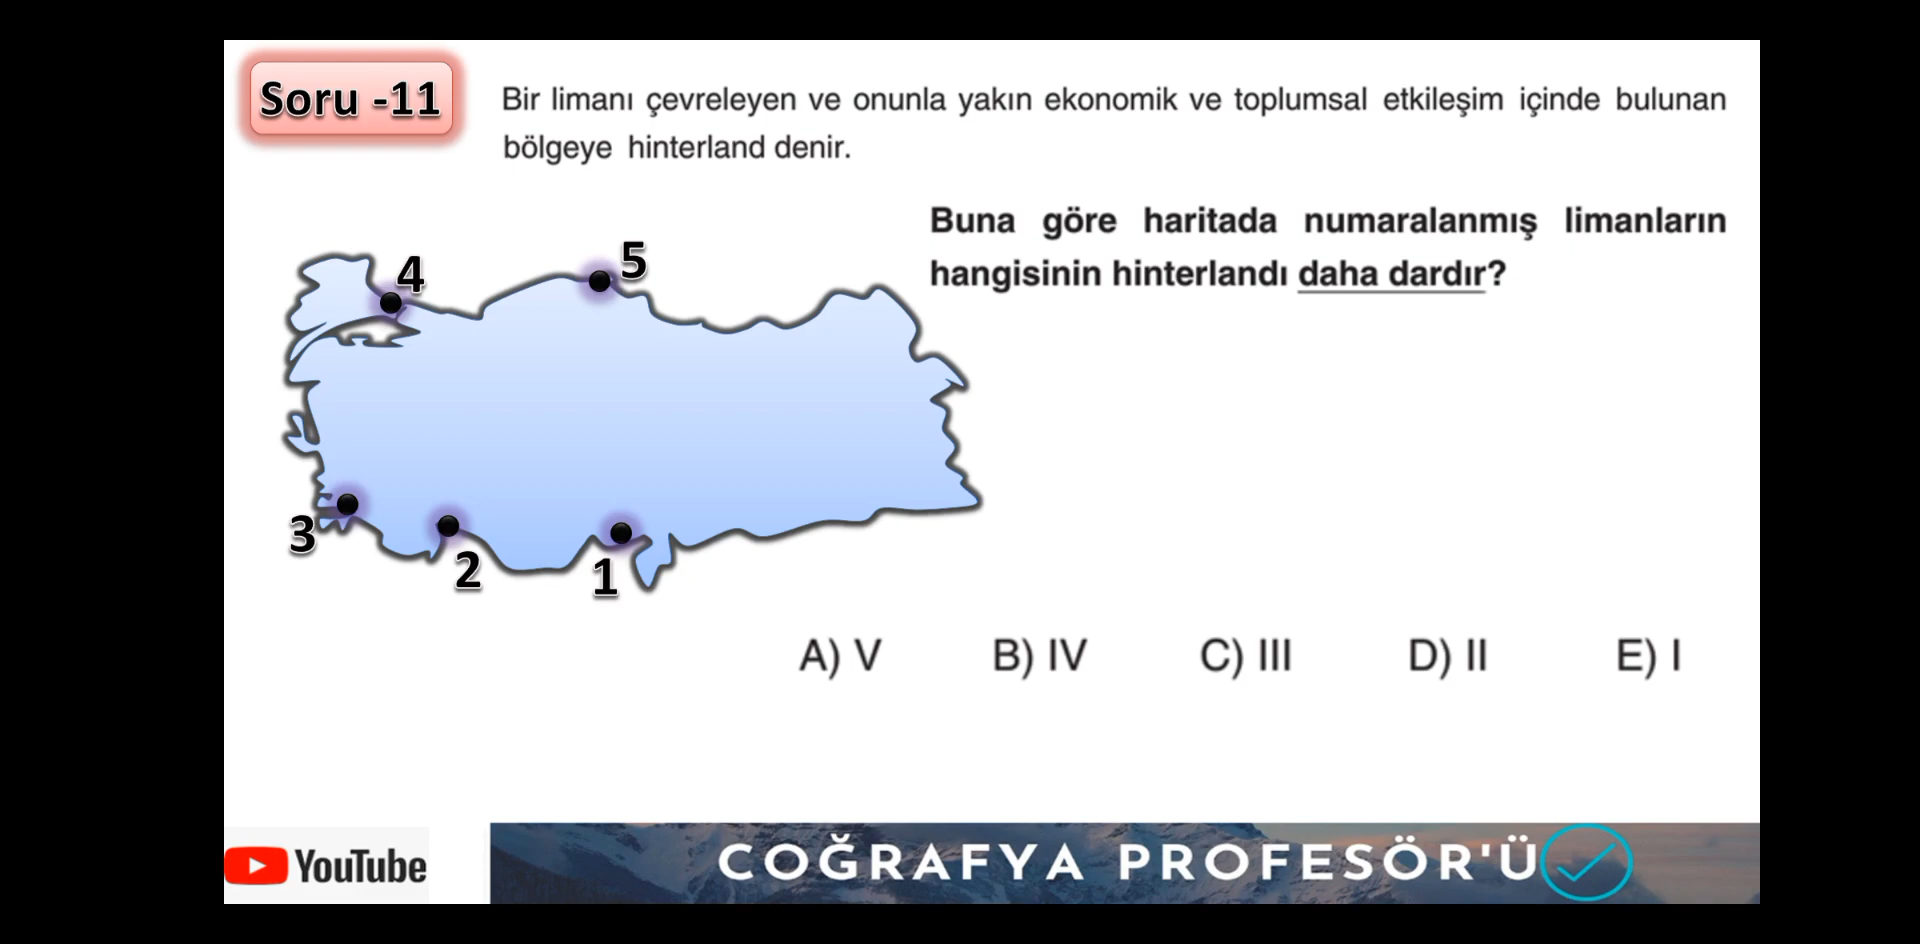 Soru -11
Bir limanı çevreleyen ve onunla yakın ekonomik ve toplumsal etkileşim içinde bulunan
bölgeye hinterland denir.
Buna göre haritada numaralanmış limanların
hangisinin hinterlandı daha dardır?
4
5
3
2
1
A) V B) IV C) III D) II E) I
YouTube
COĞRAFYA PROFESÖR'Ü